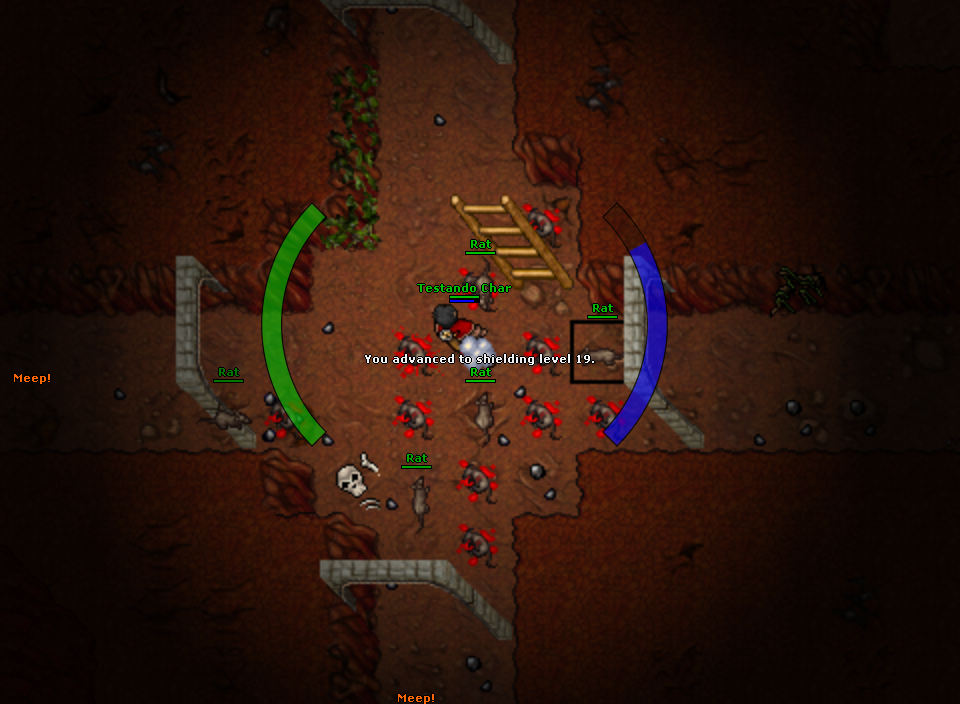 Rat
Testando Char
Rat
You advanced to shielding level 19.
Rat
Rat
Meep!
Rat
Meep!